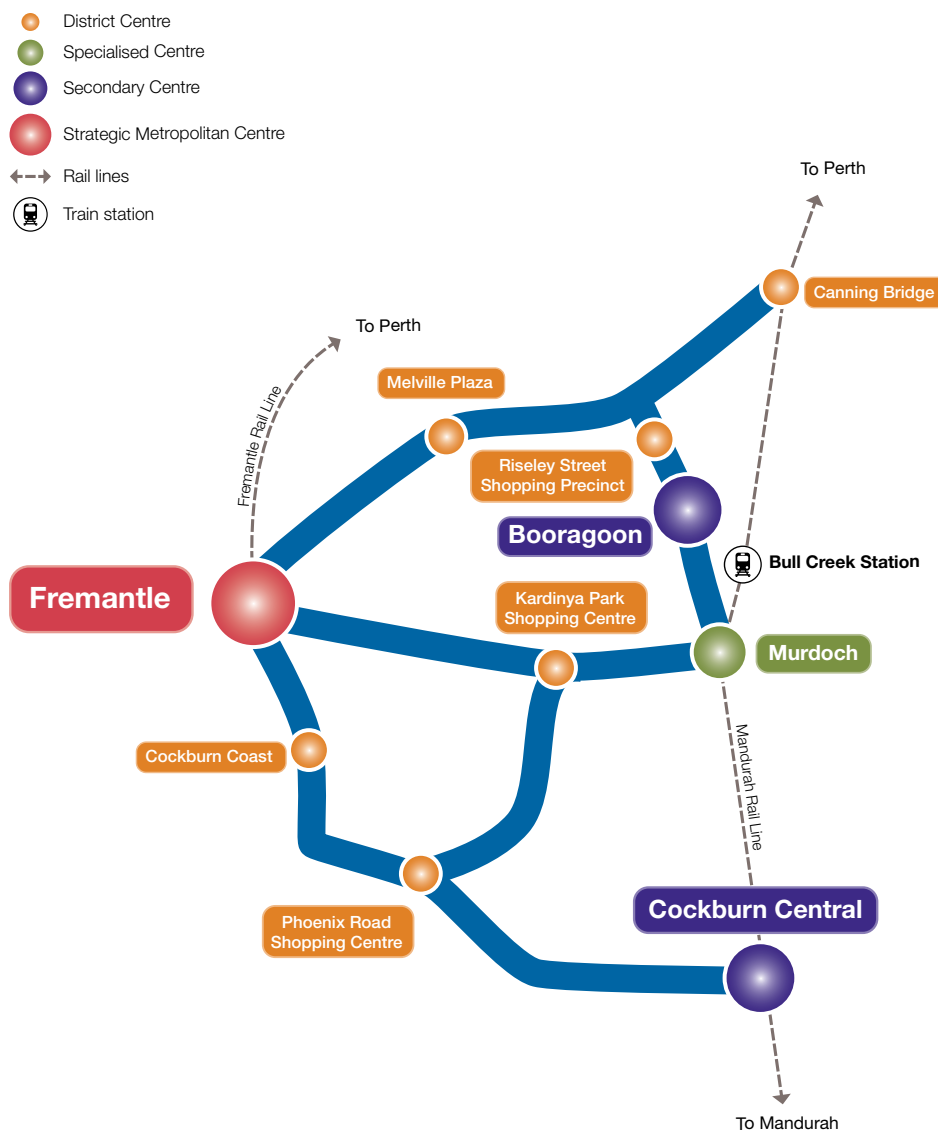 District Centre
Specialised Centre
Secondary Centre
Strategic Metropolitan Centre
Rail lines
Train station
To Perth
Canning Bridge
To Perth
Melville Plaza
Fremantle Rail Line
Riseley Street
Shopping Precinct
Booragoon
Bull Creek Station
Fremantle
Kardinya Park
Shopping Centre
Murdoch
Cockburn Coast
Mandurah Rail Line
Cockburn Central
Phoenix Road
Shopping Centre
To Mandurah